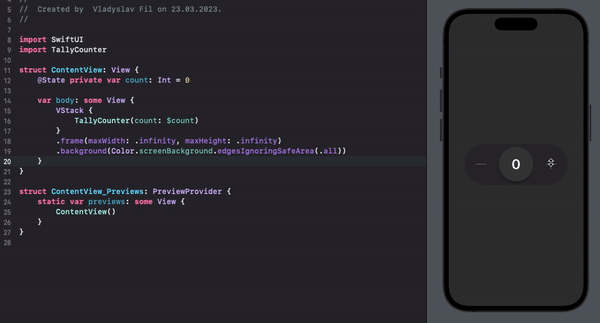 5 //  Created by  Vladyslav Fil on 23.03.2023.
6 //
7
8 import SwiftUI
9 import TallyCounter
10
11 struct ContentView: View {
12     @State private var count: Int = 0
13
14     var body: some View {
15         VStack {
16             TallyCounter(count: $count)
17         }
18         .frame(maxWidth: .infinity, maxHeight: .infinity)
19         .background(Color.screenBackground.edgesIgnoringSafeArea(.all))
20     }
21 }
22
23 struct ContentView_Previews: PreviewProvider {
24     static var previews: some View {
25         ContentView()
26     }
27 }
28
0